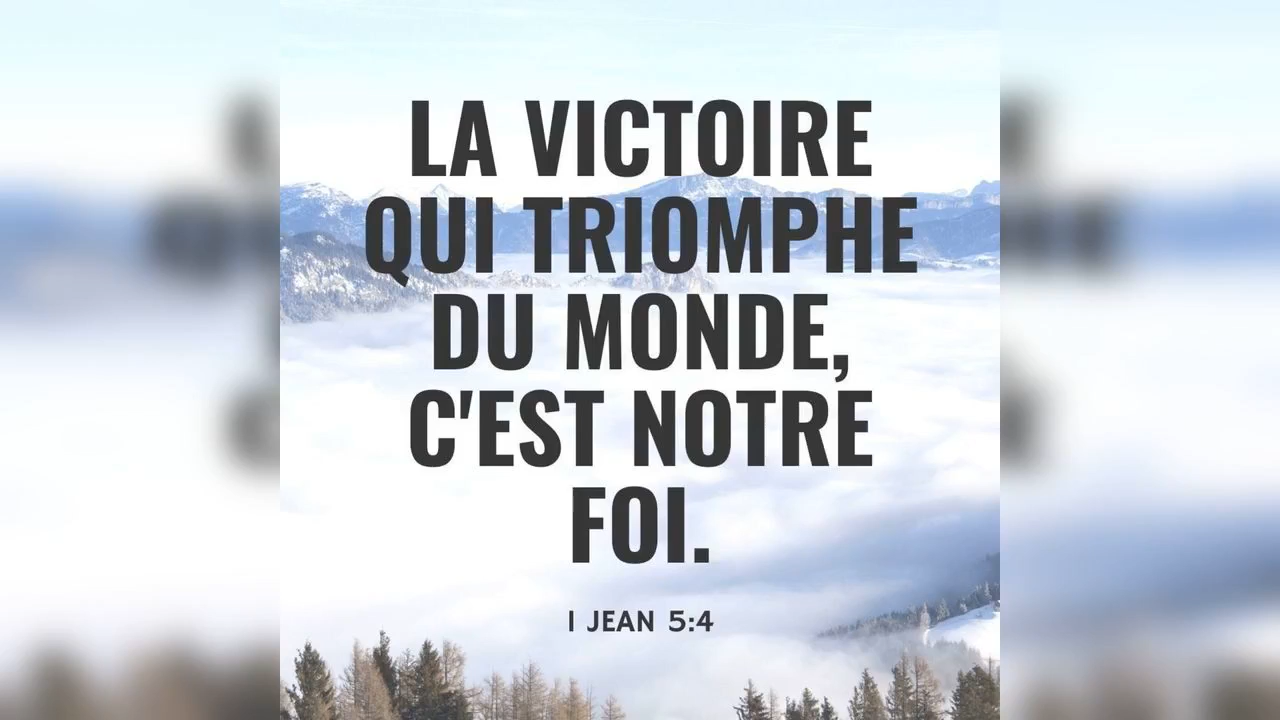 LA VICTOIRE
QUI TRIOMPHE
DU MONDE,
C'EST NOTRE
FOI.
I JEAN 5:4